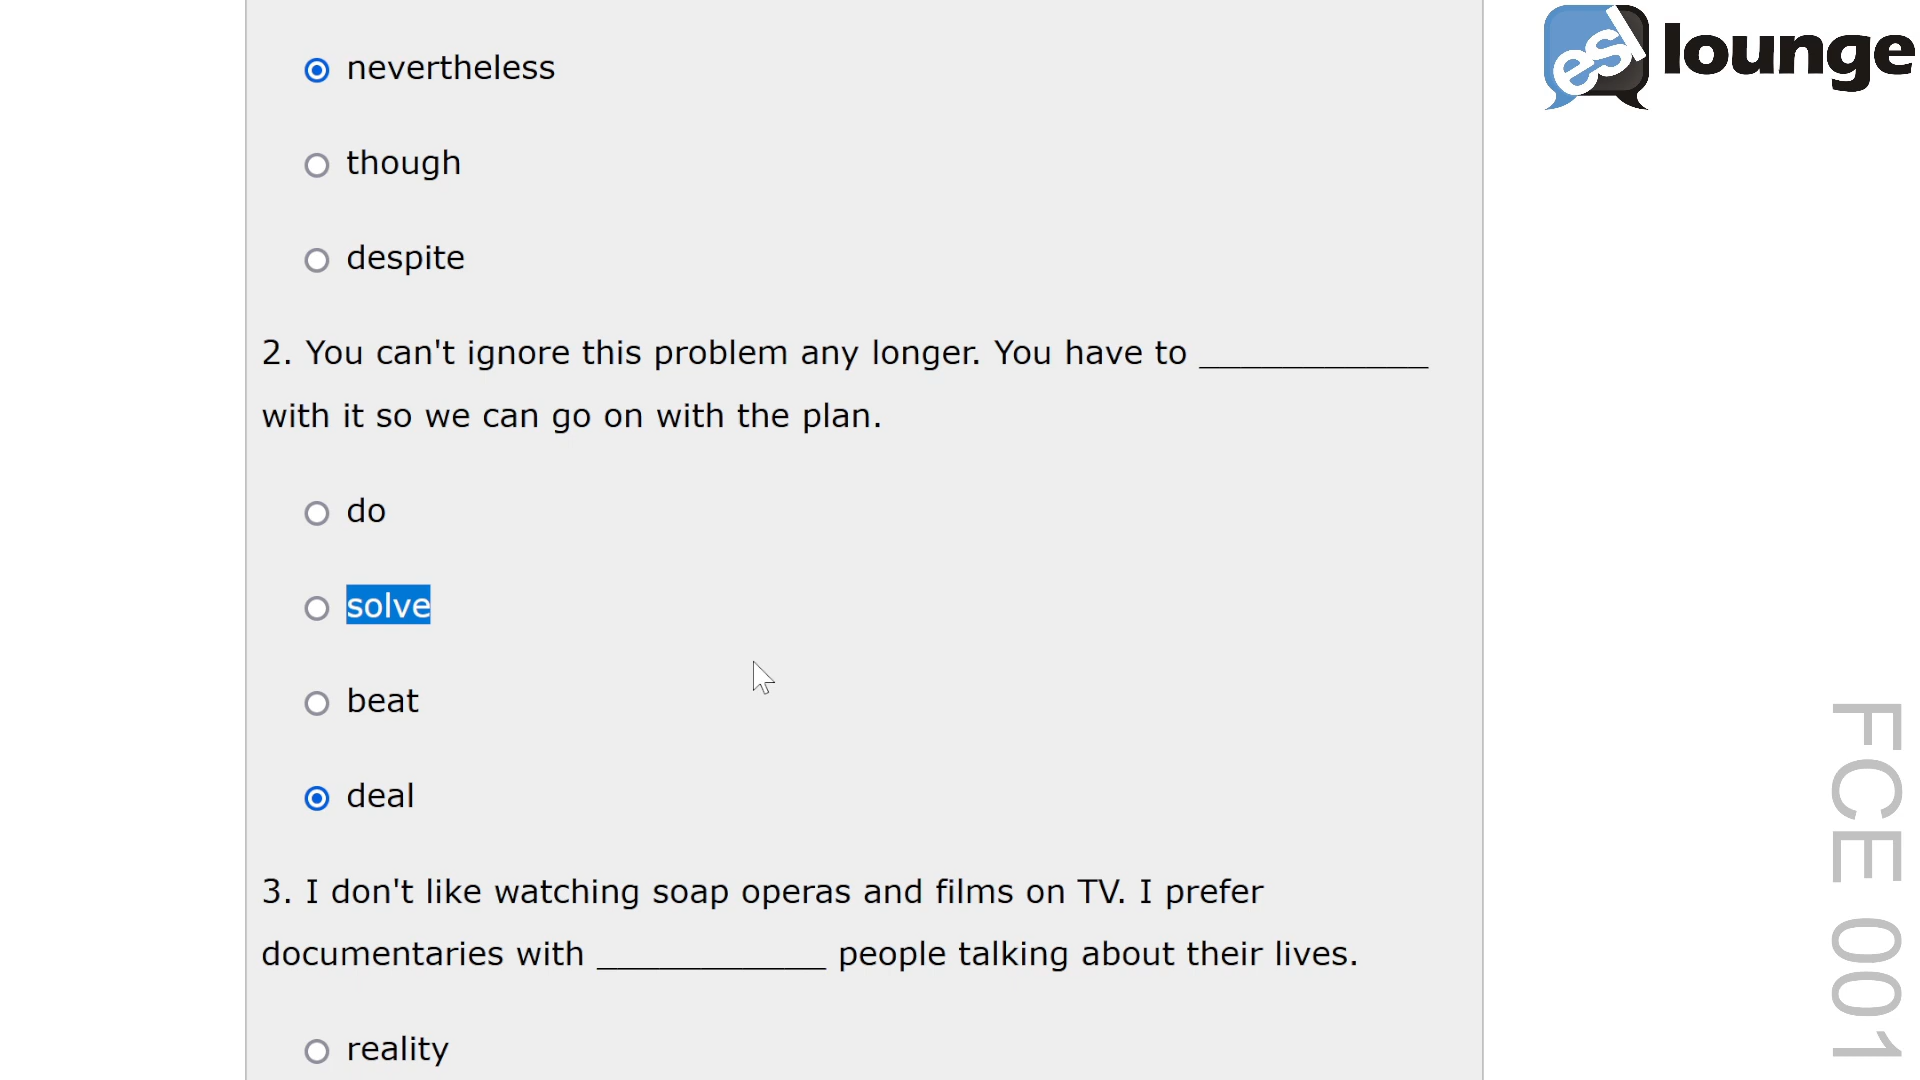 nevertheless
esl lounge
though
despite
2. You can't ignore this problem any longer. You have to ____________
with it so we can go on with the plan.
do
solve
beat
deal
3. I don't like watching soap operas and films on TV. I prefer
documentaries with ____________ people talking about their lives.
reality
FCE 001